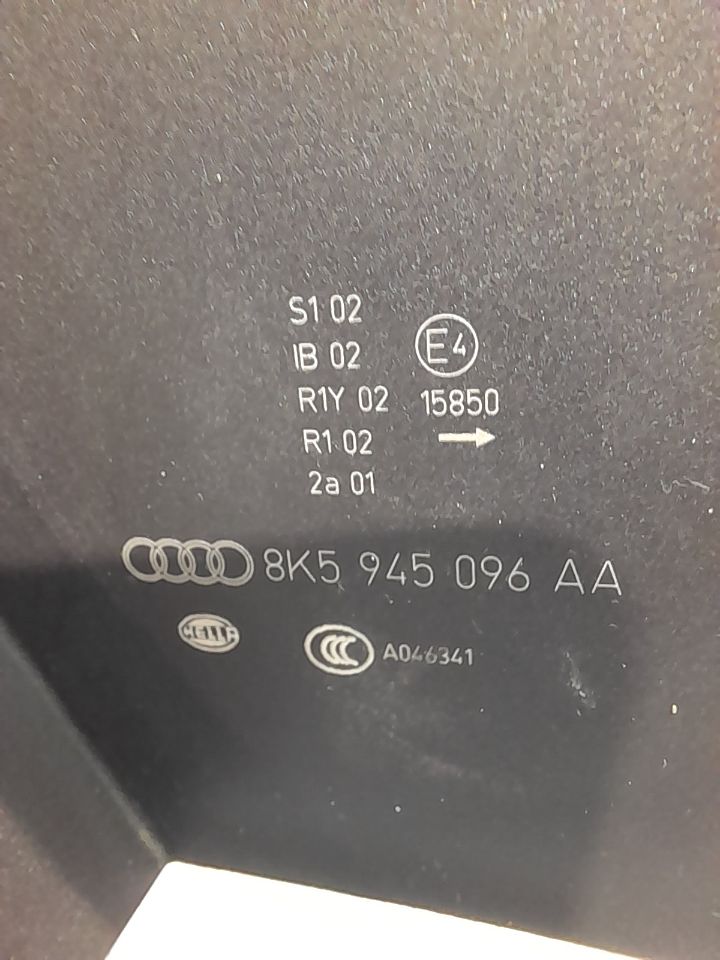 S1 02
IB 02
E4
R1Y 02 15850
R1 02
2a 01
8K5 945 096 AA
HELLA
CCC A046341